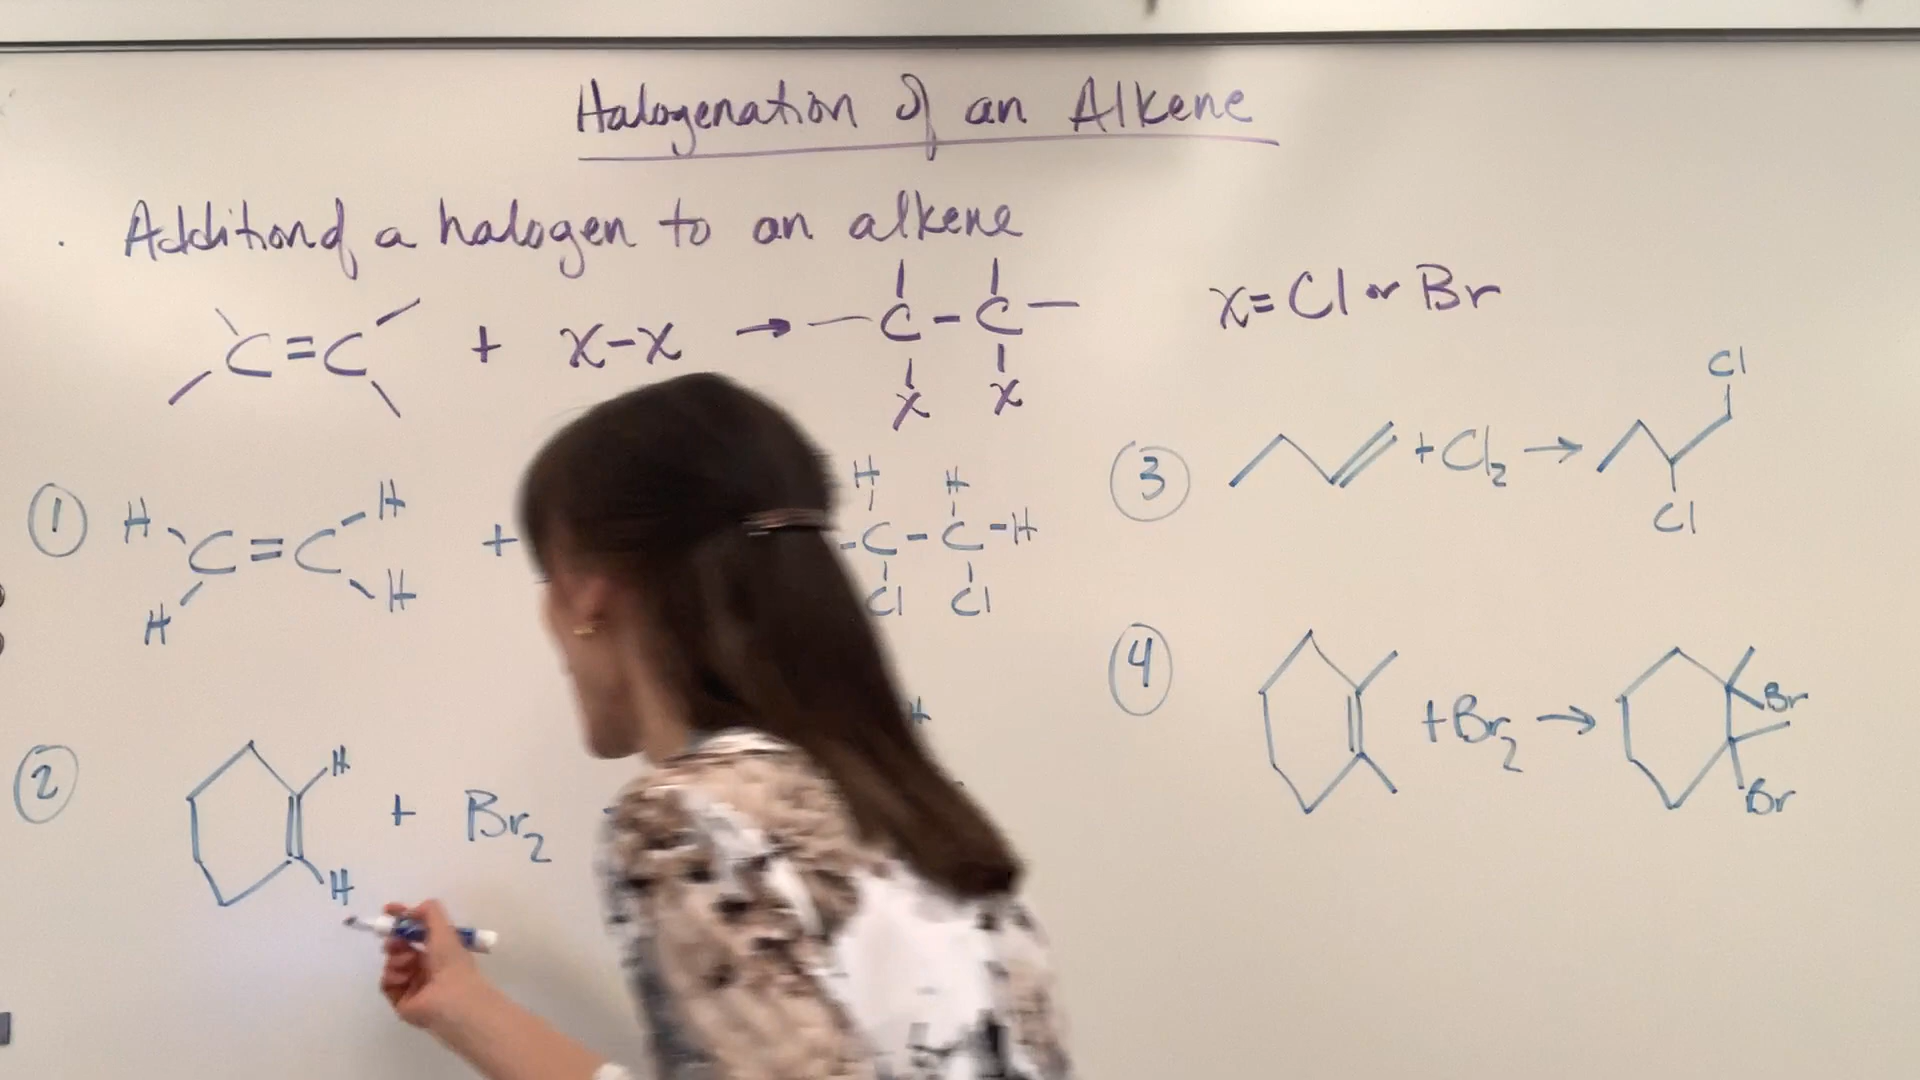 Halogenation of an Alkene
Addition of a halogen to an alkene
C=C + X-X → -C-C-
X X
X = Cl or Br
1 H H
C=C +
H H
H H
-C-C-H
Cl Cl
2 H
+ Br2
H
3 + Cl2 → Cl
Cl
4 + Br2 → Br
Br